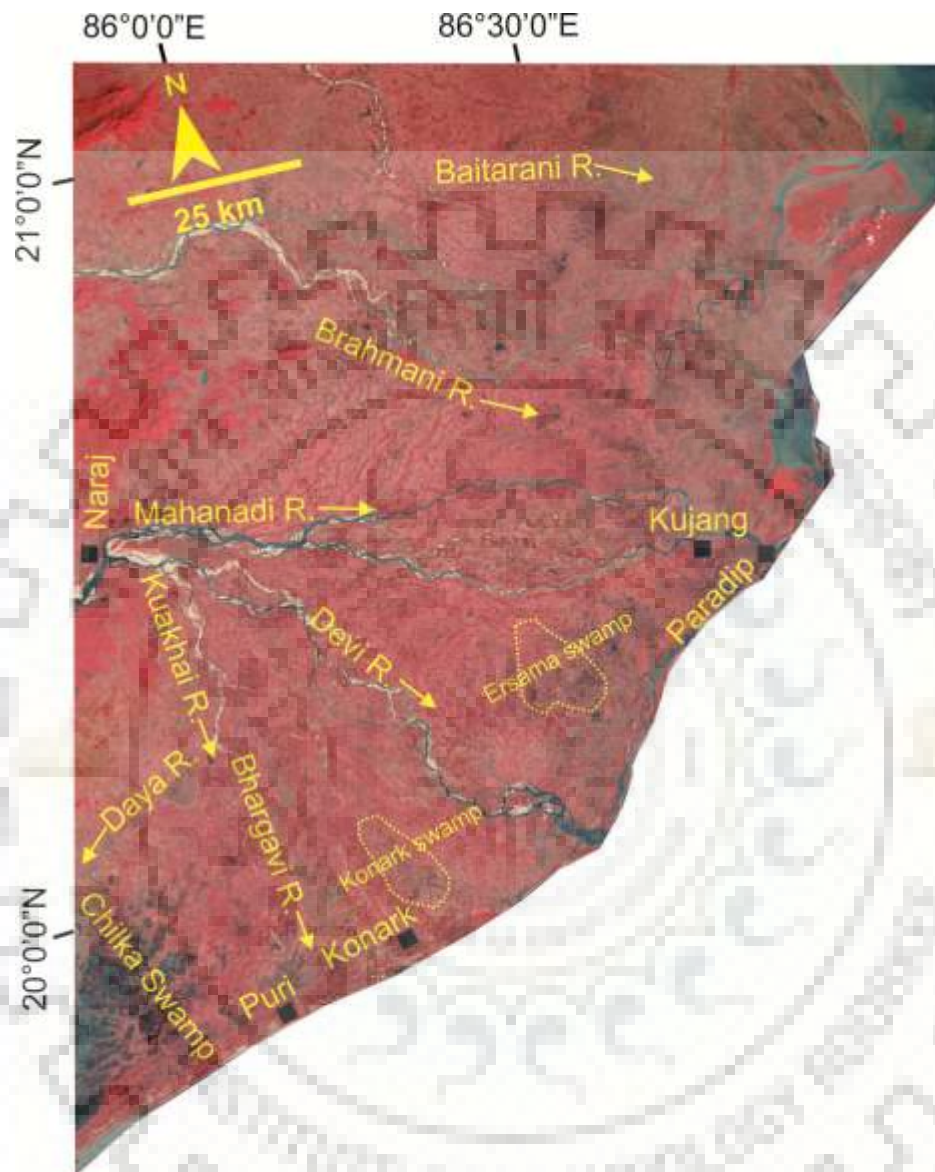 86°0'0"E
86°30'0"E
N
21°0'0"N
25 km
Baitarani R.
Brahmani R.
Naraj
Mahanadi R.
Kujang
Paradip
Kuakhai R.
Devi R.
Ersama swamp
Daya R.
Bhargavi R.
Konark swamp
20°0'0"N
Chilka Swamp
Konark
Puri